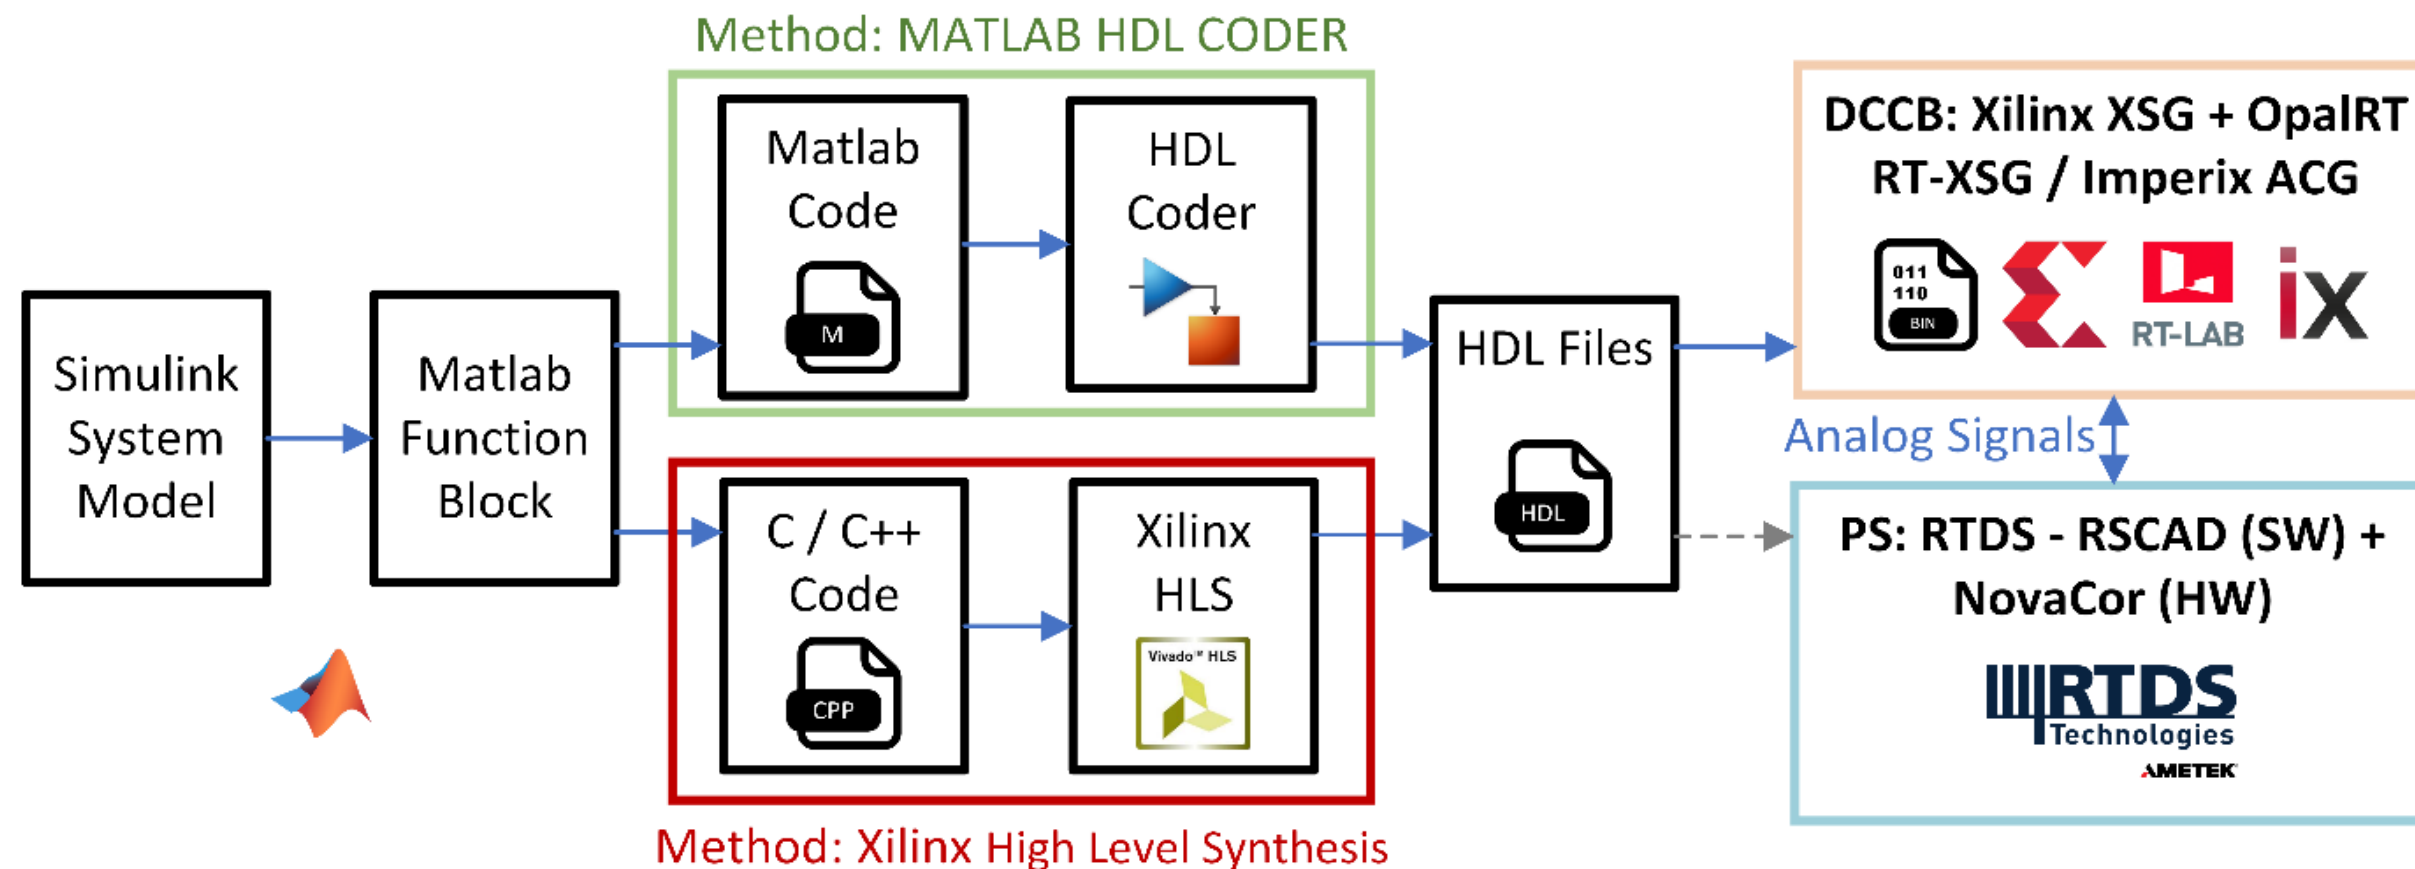 Method: MATLAB HDL CODER
Simulink
System
Model
Matlab
Function
Block
Matlab
Code
M
HDL
Coder
C / C++
Code
CPP
Xilinx
HLS
Vivado™ HLS
Method: Xilinx High Level Synthesis
HDL Files
HDL
DCCB: Xilinx XSG + OpalRT
RT-XSG / Imperix ACG
011
110
BIN
RT-LAB
ix
Analog Signals
PS: RTDS - RSCAD (SW) +
NovaCor (HW)
RTDS
Technologies
AMETEK